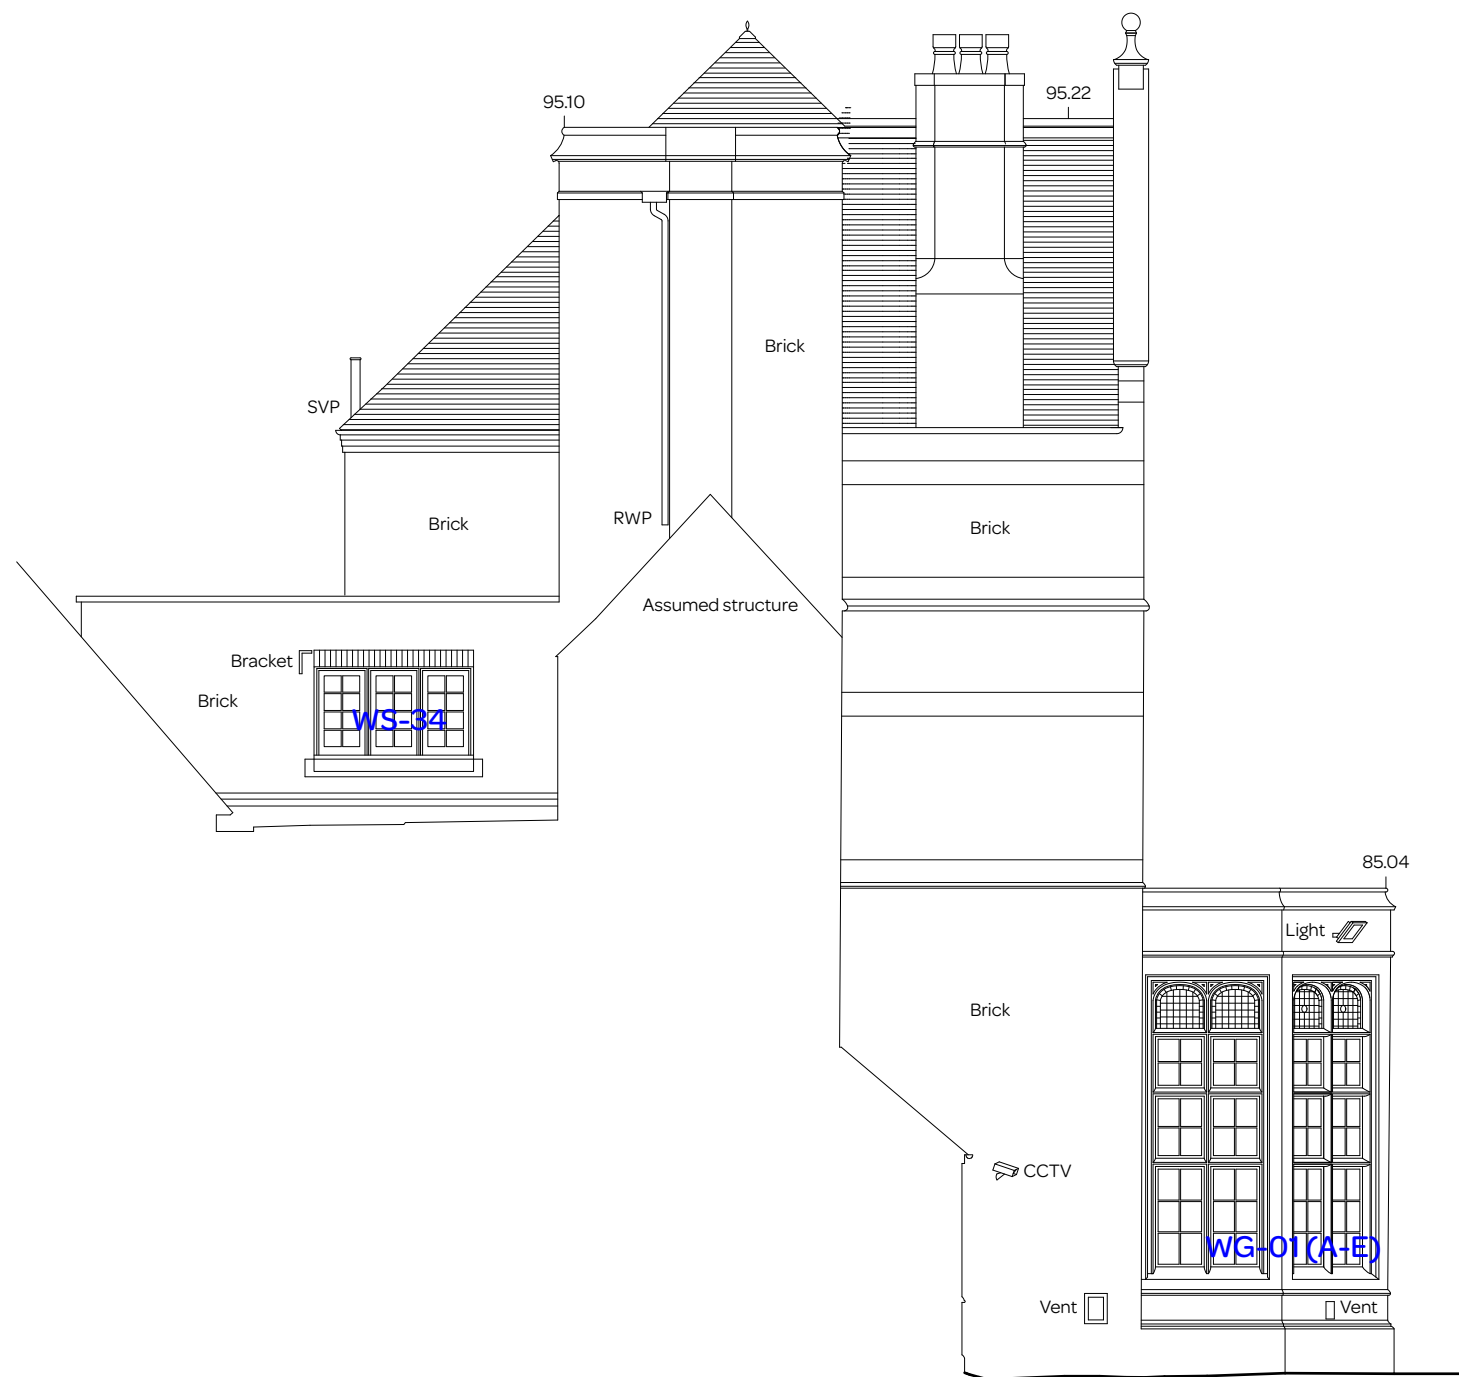 95.10
95.22
Brick
SVP
RWP
Brick
Brick
Assumed structure
Bracket
Brick
WS-34
85.04
Light
Brick
CCTV
WG-01(A-E)
Vent
Vent